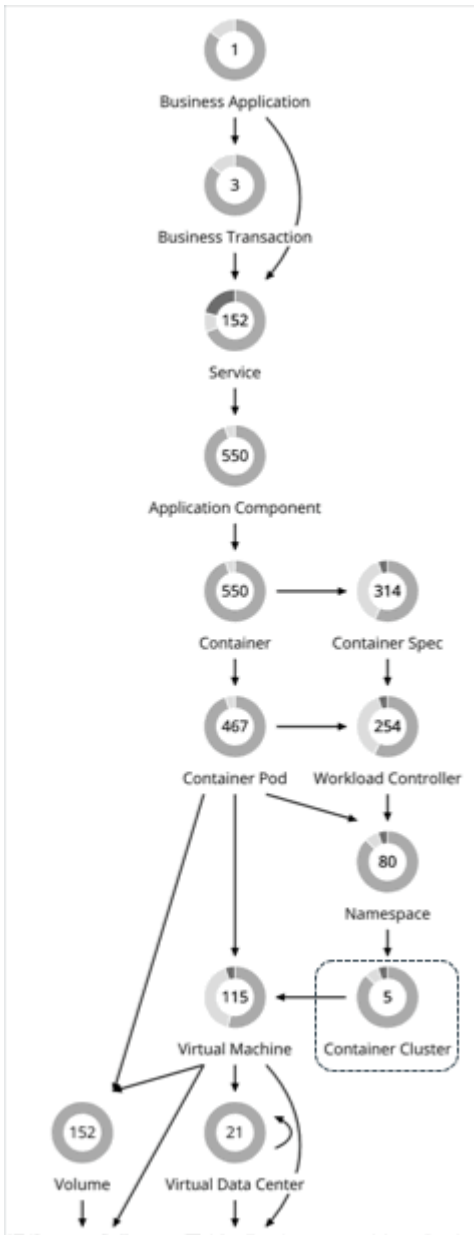 1
Business Application
3
Business Transaction
152
Service
550
Application Component
550
314
Container
Container Spec
467
254
Container Pod
Workload Controller
80
Namespace
115
5
Virtual Machine
Container Cluster
152
21
Volume
Virtual Data Center